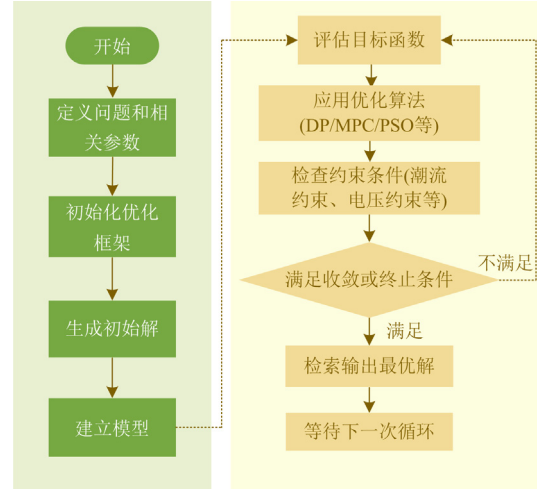 开始
定义问题和相
关参数
初始化优化
框架
生成初始解
建立模型
评估目标函数
应用优化算法
(DP/MPC/PSO等)
检查约束条件(潮流
约束、电压约束等)
满足收敛或终止条件
不满足
满足
检索输出最优解
等待下一次循环